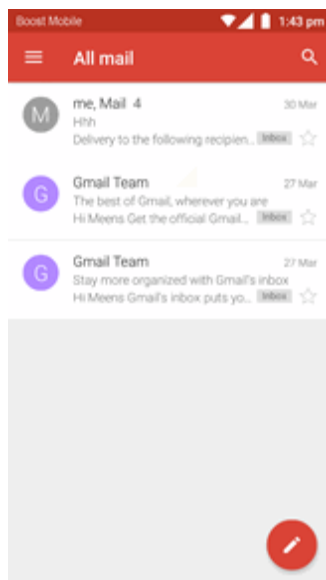 Boost Mobile 1:43 pm
All mail
M
me, Mail 4 30 Mar
Hhh
Delivery to the following recipien... Inbox
G
Gmail Team 27 Mar
The best of Gmail, wherever you are
Hi Meens Get the official Gmail... Inbox
G
Gmail Team 27 Mar
Stay more organized with Gmail's inbox
Hi Meens Gmail's inbox puts yo... Inbox